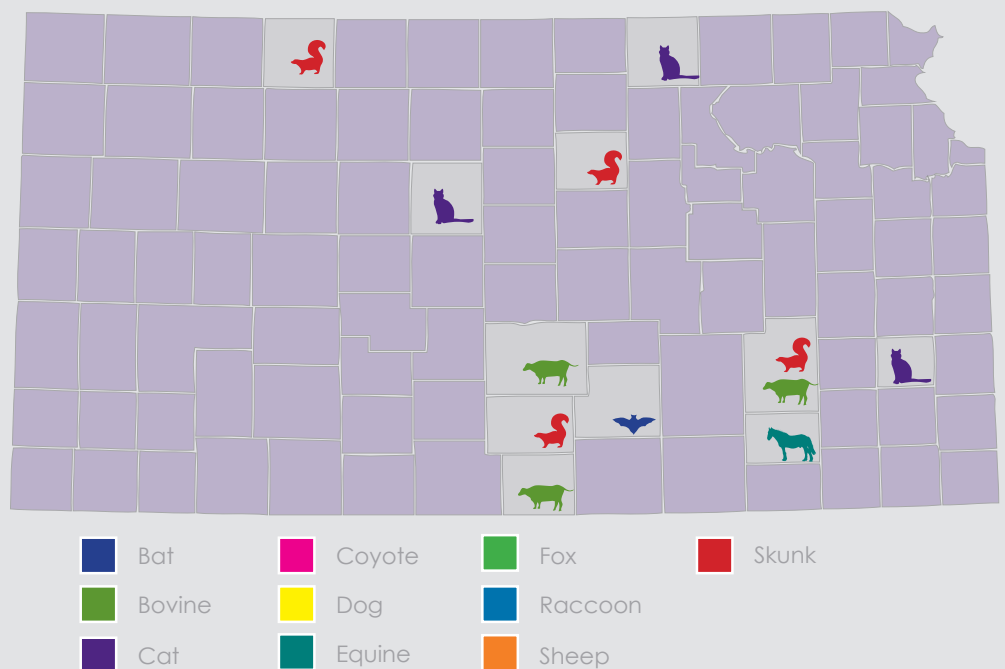 Bat
Coyote
Fox
Skunk
Bovine
Dog
Raccoon
Cat
Equine
Sheep